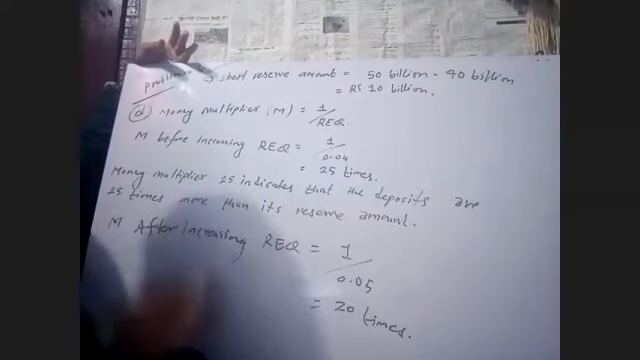 Problem
short reserve amount = 50 billion - 40 billion
= RS 10 billion.
(d) Money multiplier (M) = 1/REQ.
M before increasing REQ = 1/0.04
= 25 times.
Money multiplier 25 indicates that the deposits are
25 times more than its reserve amount.
M After increasing REQ = 1/0.05
= 20 times.